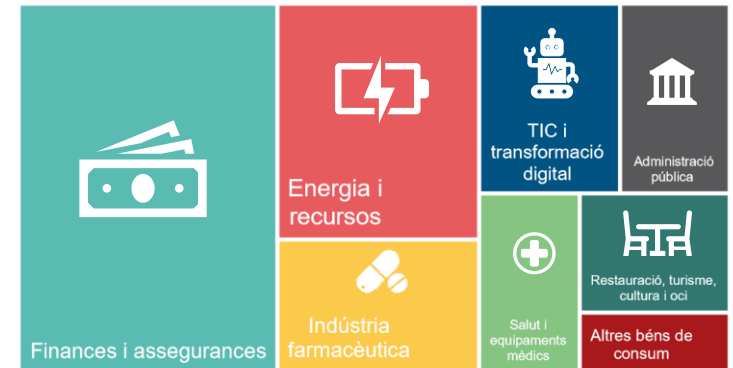 Finances i assegurances
Energia i
recursos
Indústria
farmacèutica
TIC i
transformació
digital
Administració
pública
Salut i
equipaments
mèdics
Restauració, turisme,
cultura i oci
Altres béns de
consum